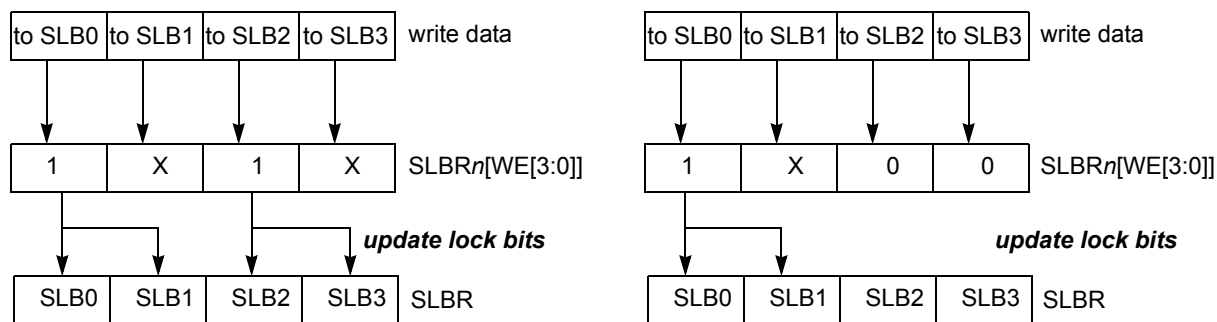 to SLB0 to SLB1 to SLB2 to SLB3 write data
1 X 1 X SLBRn[WE[3:0]]
update lock bits
SLB0 SLB1 SLB2 SLB3 SLBR
to SLB0 to SLB1 to SLB2 to SLB3 write data
1 X 0 0 SLBRn[WE[3:0]]
update lock bits
SLB0 SLB1 SLB2 SLB3 SLBR